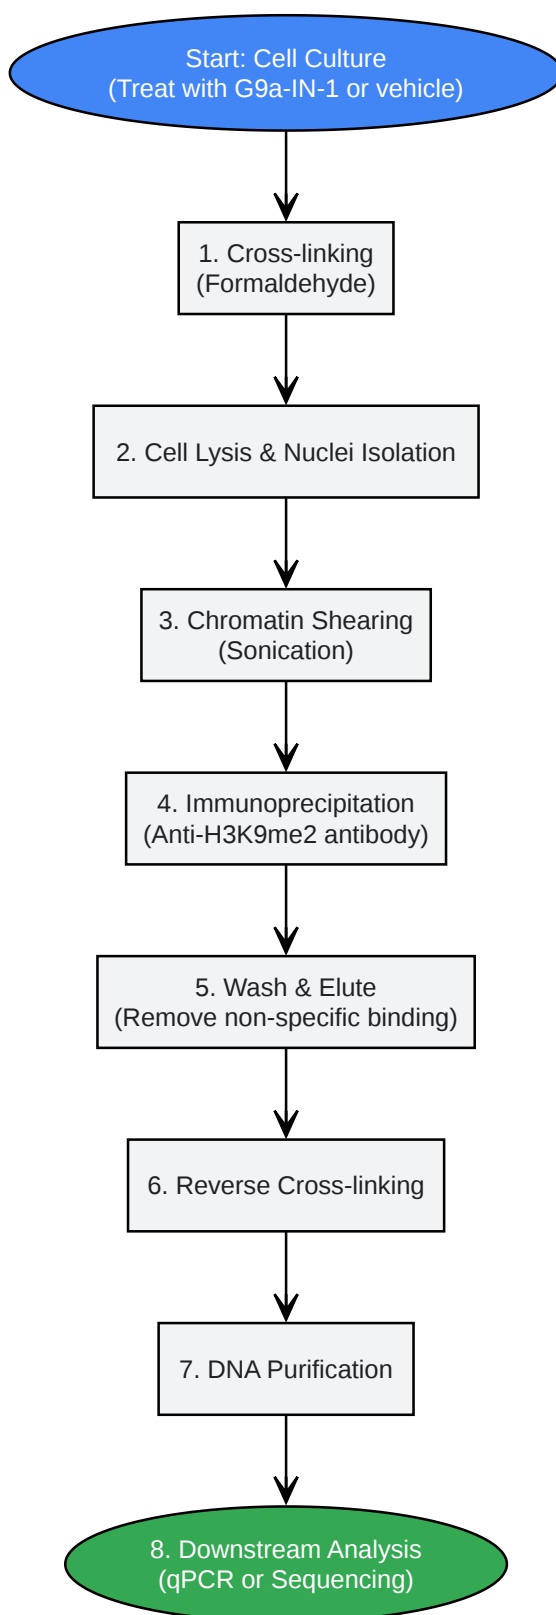 Start: Cell Culture
(Treat with G9a-IN-1 or vehicle)
1. Cross-linking
(Formaldehyde)
2. Cell Lysis & Nuclei Isolation
3. Chromatin Shearing
(Sonication)
4. Immunoprecipitation
(Anti-H3K9me2 antibody)
5. Wash & Elute
(Remove non-specific binding)
6. Reverse Cross-linking
7. DNA Purification
8. Downstream Analysis
(qPCR or Sequencing)